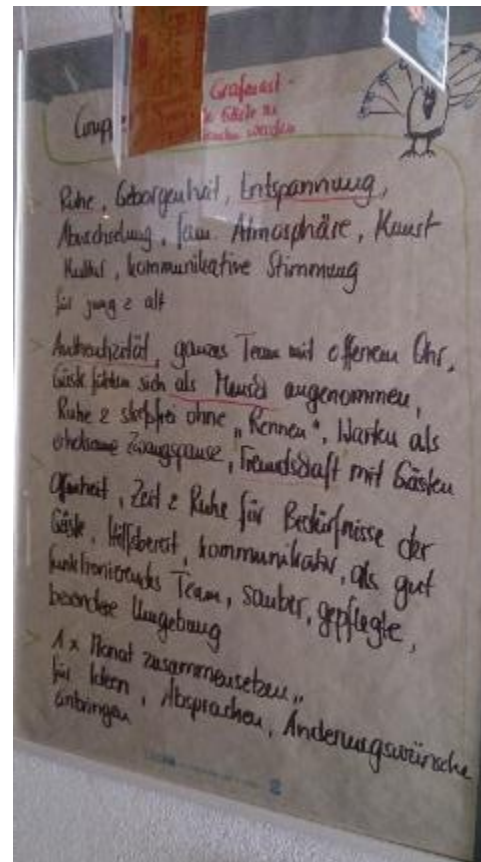 Grafenast -
Gäste zu
werden
Ruhe, Geborgenheit, Entspannung,
Abwechslung, fam. Atmosphäre, Kunst
Kultur, kommunikative Stimmung
für jung & alt
Authentizität, ganzes Team mit offenem Ohr,
Gäste fühlen sich als Mensch angenommen,
Ruhe & streßfrei ohne „Rennen“, Warten als
erholsame Zwangspause, Freundschaft mit Gästen
Offenheit, Zeit & Ruhe für Bedürfnisse der
Gäste, Hilfsbereit, kommunikativ, als gut
funktionierendes Team, sauber, gepflegte,
besondere Umgebung
1 x Monat zusammensetzen,,
für Ideen, Absprachen, Änderungswünsche
anbringen